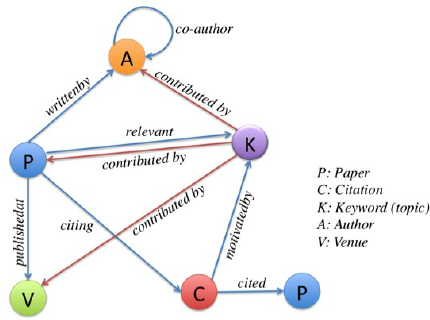 co-author
A
writtenby
contributed by
relevant
K
P
contributed by
P: Paper
C: Citation
K: Keyword (topic)
A: Author
V: Venue
publishedat
citing
contributed by
motivatedby
V
C
cited
P